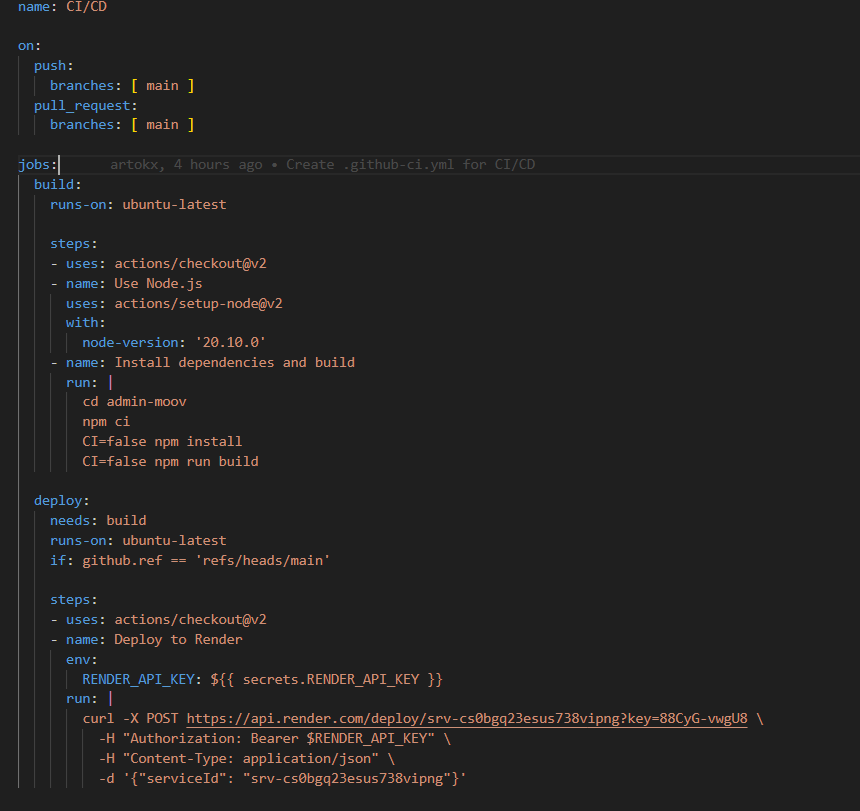 name: CI/CD
on:
push:
branches: [ main ]
pull_request:
branches: [ main ]
jobs: artokx, 4 hours ago • Create .github-ci.yml for CI/CD
build:
runs-on: ubuntu-latest
steps:
- uses: actions/checkout@v2
- name: Use Node.js
uses: actions/setup-node@v2
with:
node-version: '20.10.0'
- name: Install dependencies and build
run: |
cd admin-moov
npm ci
CI=false npm install
CI=false npm run build
deploy:
needs: build
runs-on: ubuntu-latest
if: github.ref == 'refs/heads/main'
steps:
- uses: actions/checkout@v2
- name: Deploy to Render
env:
RENDER_API_KEY: ${{ secrets.RENDER_API_KEY }}
run: |
curl -X POST https://api.render.com/deploy/srv-cs0bgq23esus738vipng?key=88CyG-vwgU8 \
-H "Authorization: Bearer $RENDER_API_KEY" \
-H "Content-Type: application/json" \
-d '{"serviceId": "srv-cs0bgq23esus738vipng"}'